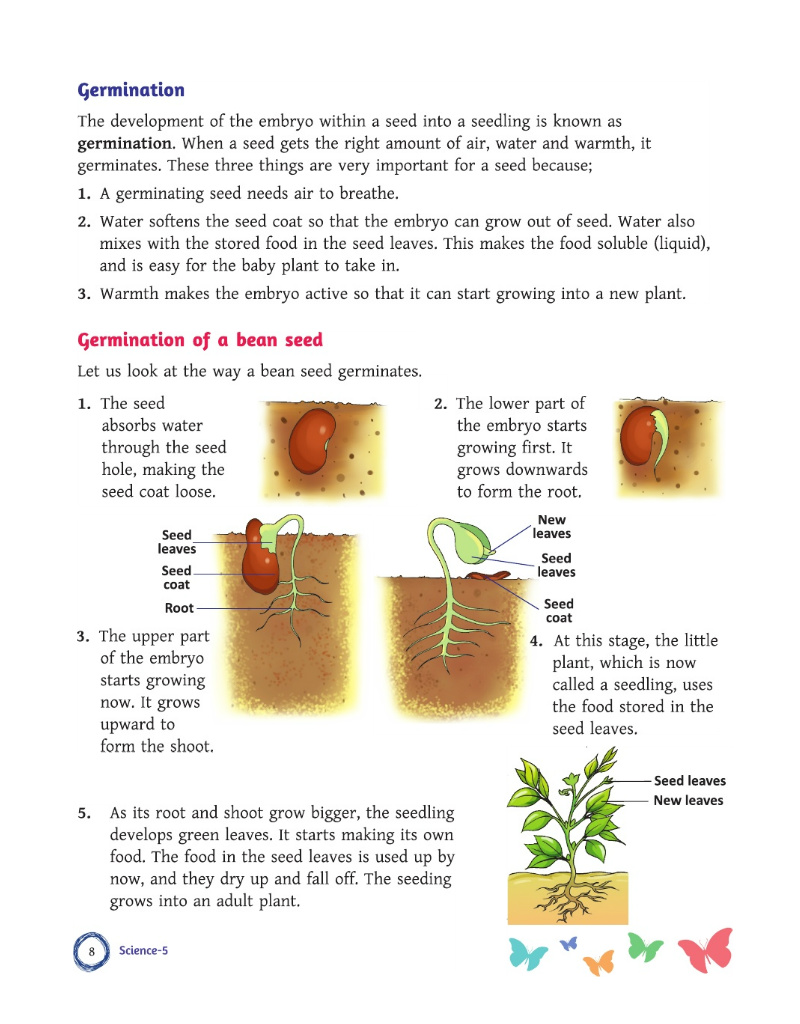 Germination
The development of the embryo within a seed into a seedling is known as
germination. When a seed gets the right amount of air, water and warmth, it
germinates. These three things are very important for a seed because;
1. A germinating seed needs air to breathe.
2. Water softens the seed coat so that the embryo can grow out of seed. Water also
mixes with the stored food in the seed leaves. This makes the food soluble (liquid),
and is easy for the baby plant to take in.
3. Warmth makes the embryo active so that it can start growing into a new plant.
Germination of a bean seed
Let us look at the way a bean seed germinates.
1. The seed
absorbs water
through the seed
hole, making the
seed coat loose.
2. The lower part of
the embryo starts
growing first. It
grows downwards
to form the root.
Seed
leaves
Seed
coat
Root
New
leaves
Seed
leaves
Seed
coat
3. The upper part
of the embryo
starts growing
now. It grows
upward to
form the shoot.
4. At this stage, the little
plant, which is now
called a seedling, uses
the food stored in the
seed leaves.
Seed leaves
New leaves
5. As its root and shoot grow bigger, the seedling
develops green leaves. It starts making its own
food. The food in the seed leaves is used up by
now, and they dry up and fall off. The seeding
grows into an adult plant.
8 Science-5